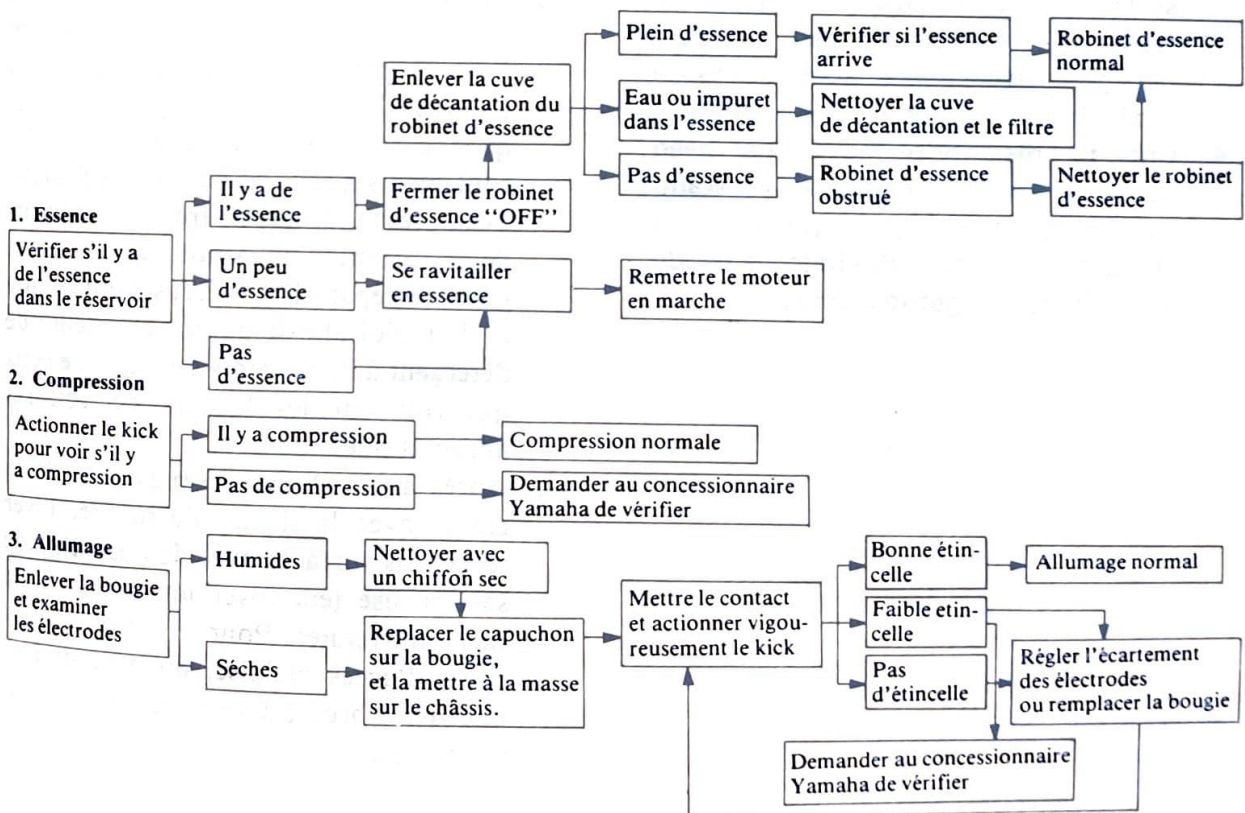 1. Essence
Vérifier s'il y a
de l'essence
dans le réservoir
Il y a de
l'essence
Fermer le robinet
d'essence "OFF"
Enlever la cuve
de décantation du
robinet d'essence
Plein d'essence
Vérifier si l'essence
arrive
Robinet d'essence
normal
Eau ou impuret
dans l'essence
Nettoyer la cuve
de décantation et le filtre
Pas d'essence
Robinet d'essence
obstrué
Nettoyer le robinet
d'essence
Un peu
d'essence
Se ravitailler
en essence
Remettre le moteur
en marche
Pas
d'essence
2. Compression
Actionner le kick
pour voir s'il y
a compression
Il y a compression
Compression normale
Pas de compression
Demander au concessionnaire
Yamaha de vérifier
3. Allumage
Enlever la bougie
et examiner
les électrodes
Humides
Nettoyer avec
un chiffon sec
Séches
Replacer le capuchon
sur la bougie,
et la mettre à la masse
sur le châssis.
Mettre le contact
et actionner vigou-
reusement le kick
Bonne étin-
celle
Allumage normal
Faible etin-
celle
Pas
d'étincelle
Régler l'écartement
des électrodes
ou remplacer la bougie
Demander au concessionnaire
Yamaha de vérifier